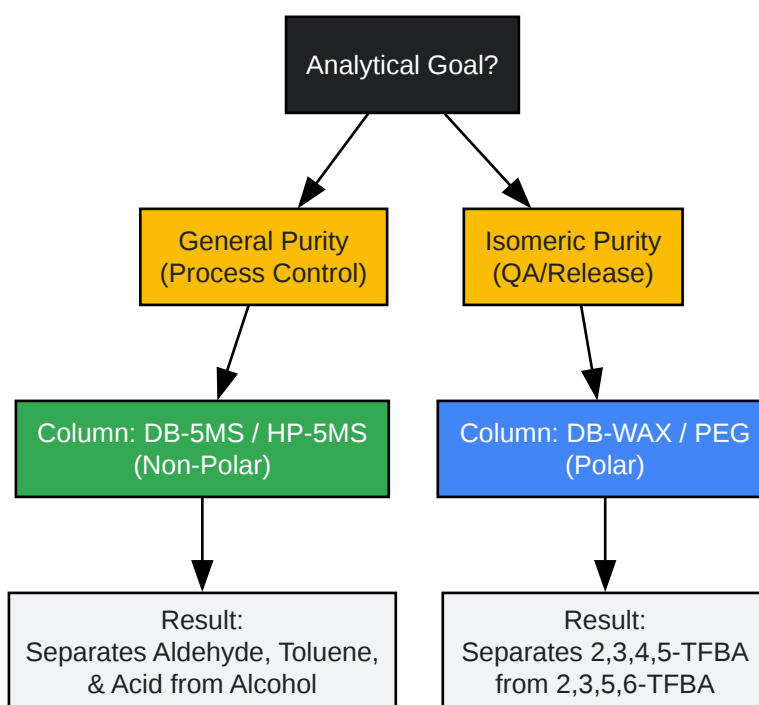 Analytical Goal?
General Purity
(Process Control)
Isomeric Purity
(QA/Release)
Column: DB-5MS / HP-5MS
(Non-Polar)
Column: DB-WAX / PEG
(Polar)
Result:
Separates Aldehyde, Toluene,
& Acid from Alcohol
Result:
Separates 2,3,4,5-TFBA
from 2,3,5,6-TFBA